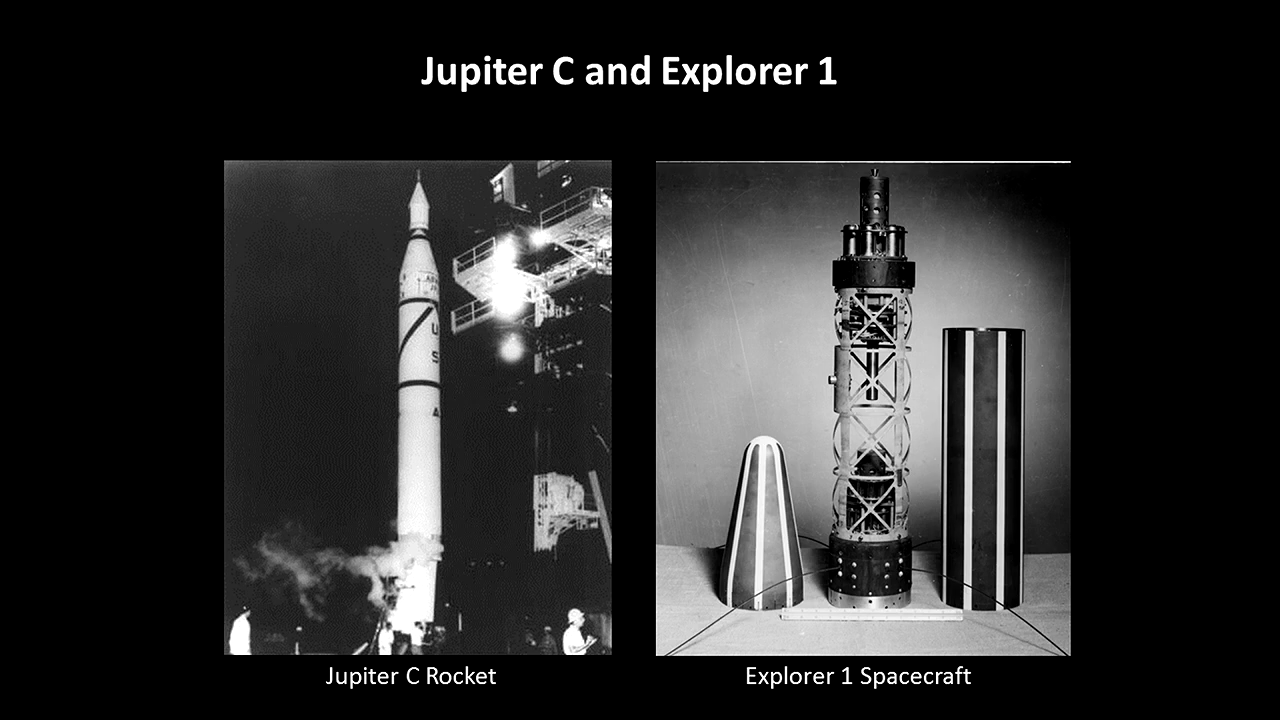 Jupiter C and Explorer 1
U
S
A
Jupiter C Rocket
Explorer 1 Spacecraft